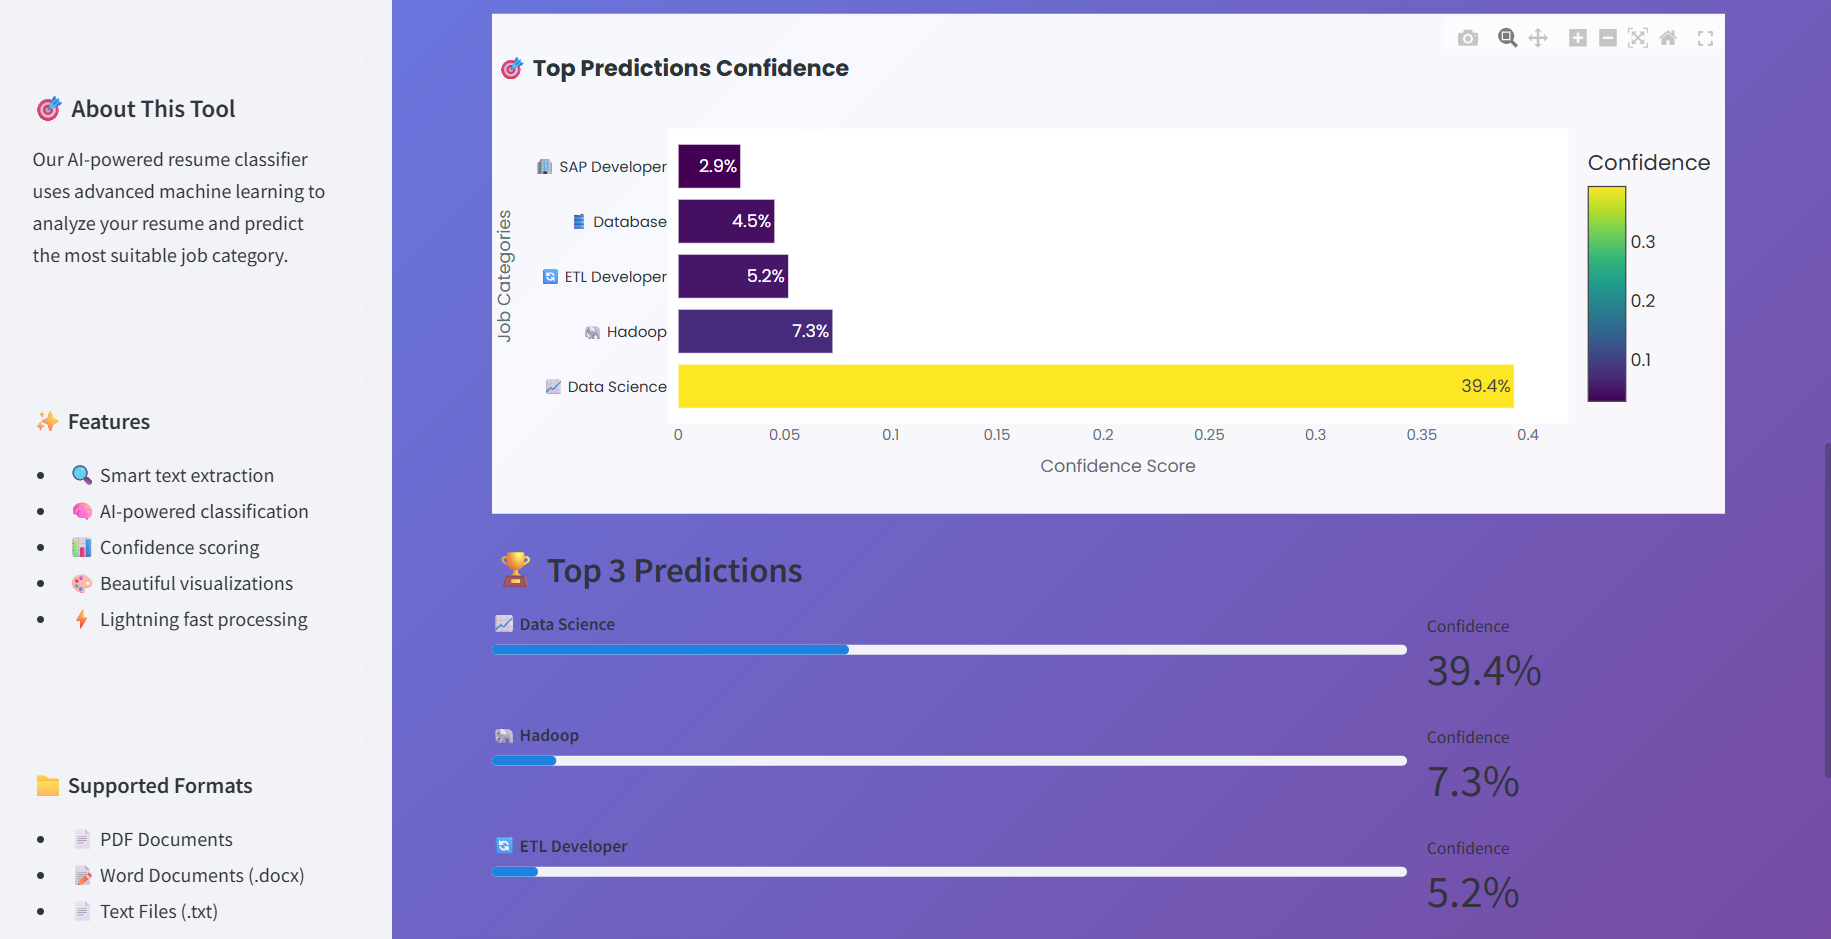 About This Tool
Our AI-powered resume classifier
uses advanced machine learning to
analyze your resume and predict
the most suitable job category.
Features
Smart text extraction
AI-powered classification
Confidence scoring
Beautiful visualizations
Lightning fast processing
Supported Formats
PDF Documents
Word Documents (.docx)
Text Files (.txt)
Top Predictions Confidence
Job Categories
SAP Developer 2.9%
Database 4.5%
ETL Developer 5.2%
Hadoop 7.3%
Data Science 39.4%
0 0.05 0.1 0.15 0.2 0.25 0.3 0.35 0.4
Confidence Score
Confidence
0.3
0.2
0.1
Top 3 Predictions
Data Science
Confidence
39.4%
Hadoop
Confidence
7.3%
ETL Developer
Confidence
5.2%